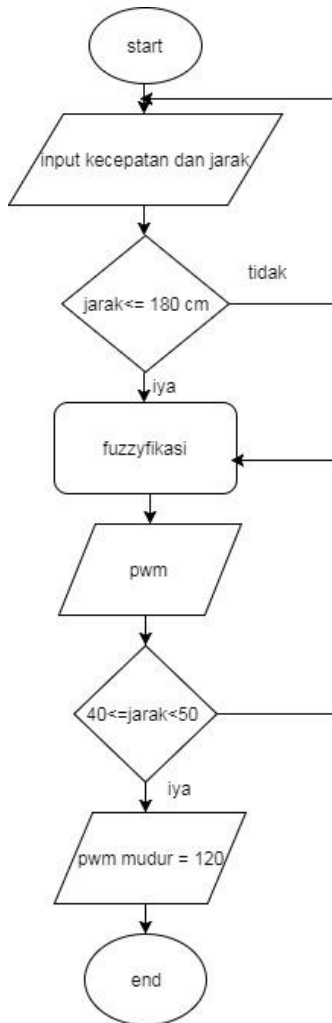 start
input kecepatan dan jarak
tidak
jarak<= 180 cm
iya
fuzzyfikasi
pwm
40<=jarak<50
iya
pwm mudur = 120
end